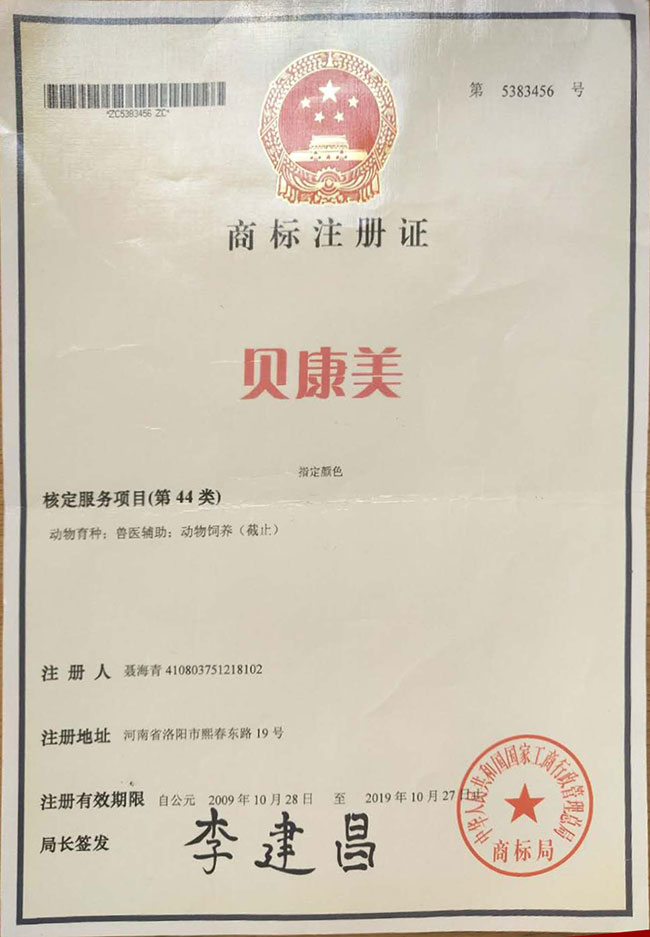 第 5383456 号
*ZC5383456 ZC*
商标注册证
贝康美
指定颜色
核定服务项目(第 44 类)
动物育种；兽医辅助；动物饲养（截止）
注册人 聂海青 410803751218102
注册地址 河南省洛阳市熙春东路 19 号
注册有效期限 自公元 2009 年 10 月 28 日 至 2019 年 10 月 27 日止
局长签发 李建昌
中华人民共和国国家工商行政管理总局
商标局